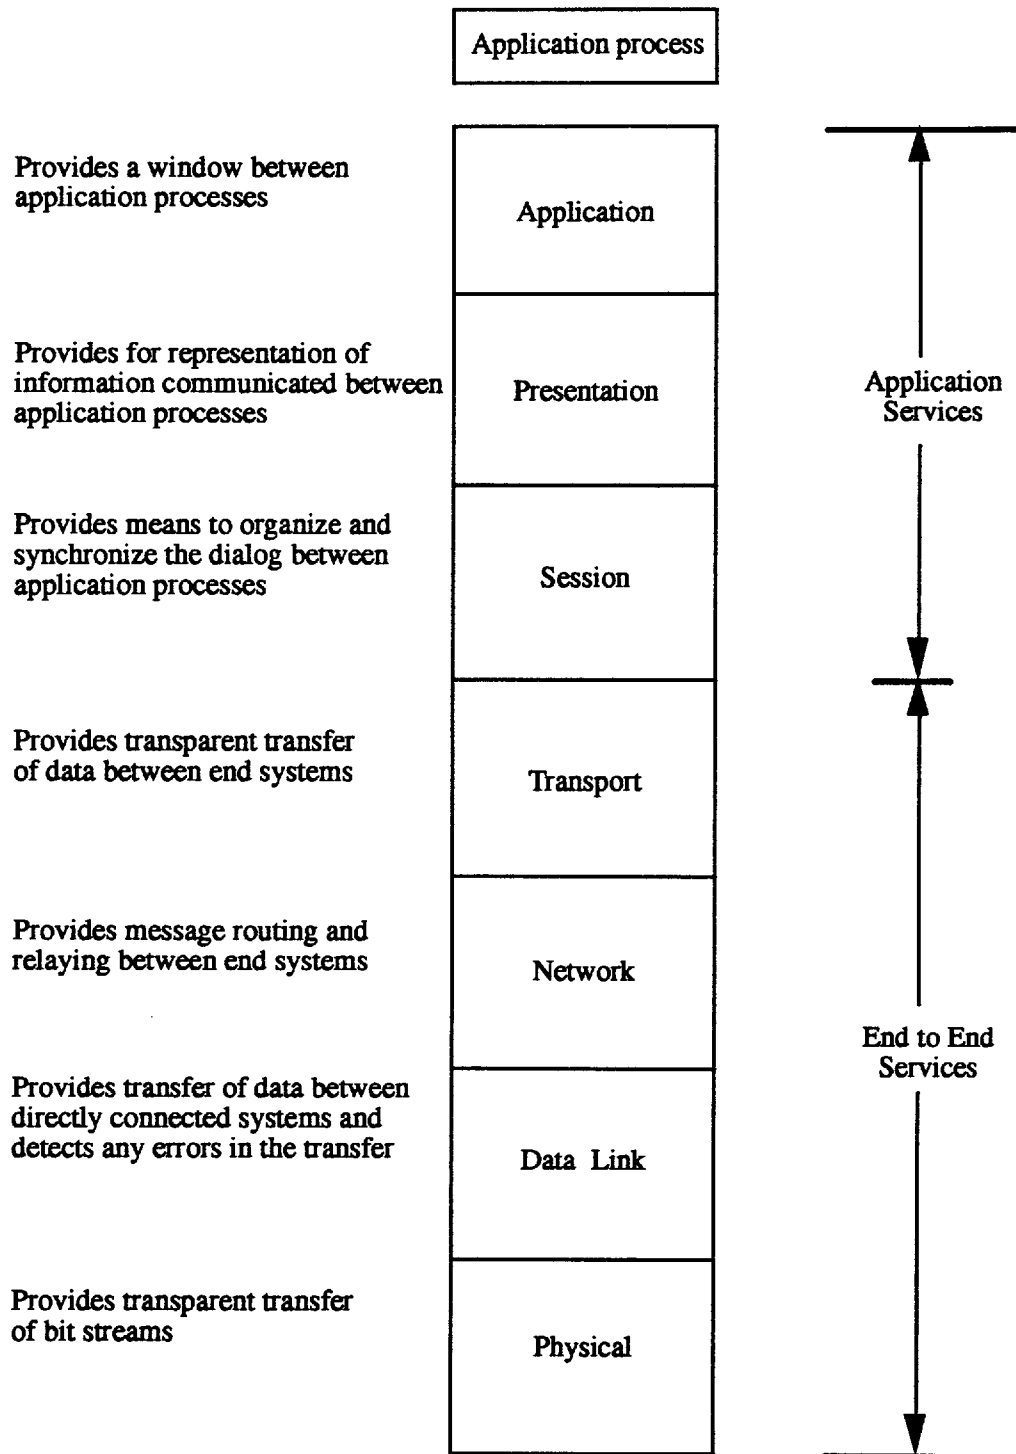 Application process
Provides a window between
application processes
Application
Provides for representation of
information communicated between
application processes
Presentation
Application
Services
Provides means to organize and
synchronize the dialog between
application processes
Session
Provides transparent transfer
of data between end systems
Transport
Provides message routing and
relaying between end systems
Network
End to End
Services
Provides transfer of data between
directly connected systems and
detects any errors in the transfer
Data Link
Provides transparent transfer
of bit streams
Physical